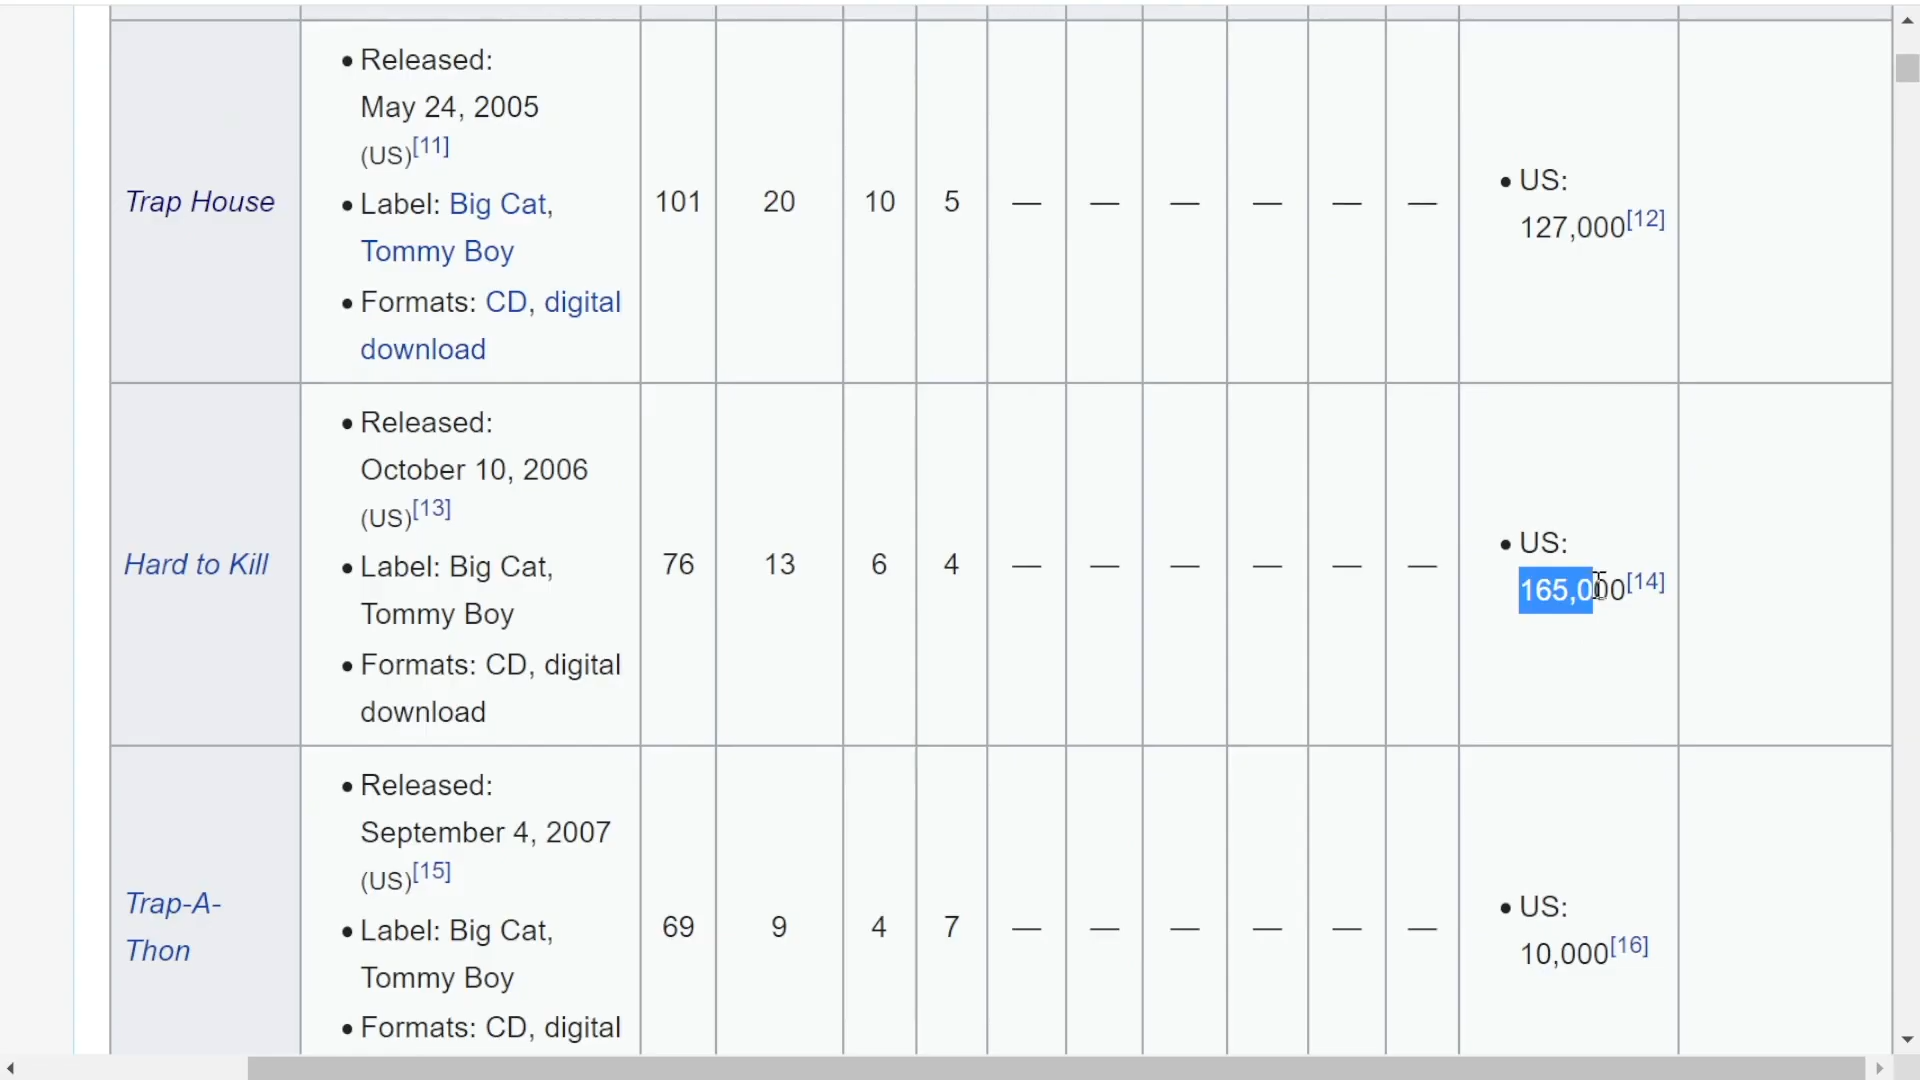 Trap House
• Released:
May 24, 2005
(US)[11]
• Label: Big Cat,
Tommy Boy
• Formats: CD, digital
download
101 20 10 5 — — — — — —
• US:
127,000[12]
Hard to Kill
• Released:
October 10, 2006
(US)[13]
• Label: Big Cat,
Tommy Boy
• Formats: CD, digital
download
76 13 6 4 — — — — — —
• US:
165,000[14]
Trap-A-
Thon
• Released:
September 4, 2007
(US)[15]
• Label: Big Cat,
Tommy Boy
• Formats: CD, digital
69 9 4 7 — — — — — —
• US:
10,000[16]